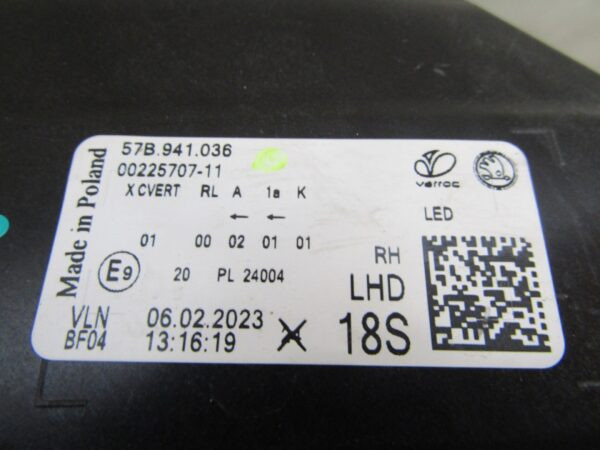 Made in Poland
57B.941.036
00225707-11
X CVERT RL A 1a K
← ←
01 00 02 01 01
E9
20 PL 24004
VLN 06.02.2023
BF04 13:16:19
varroc
LED
RH
LHD
18S